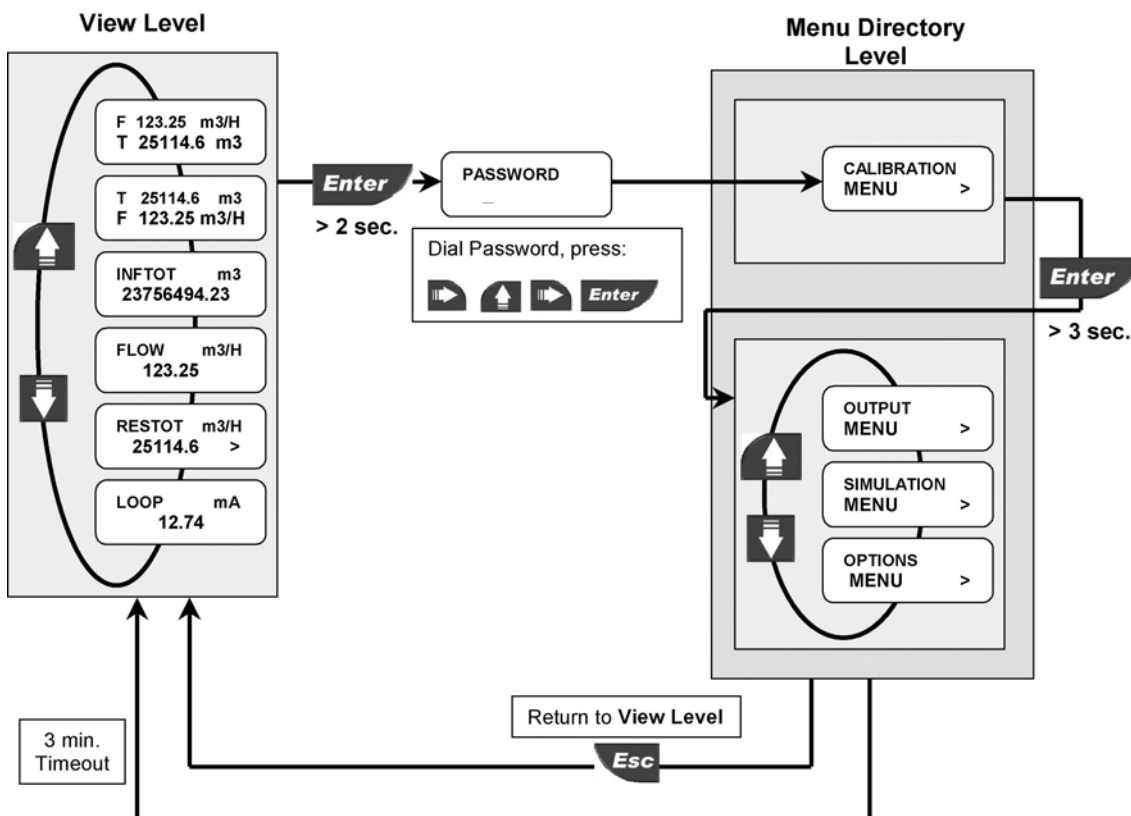 View Level
F 123.25 m3/H
T 25114.6 m3
T 25114.6 m3
F 123.25 m3/H
INFTOT m3
23756494.23
FLOW m3/H
123.25
RESTOT m3/H
25114.6 >
LOOP mA
12.74
Enter
> 2 sec.
PASSWORD
_
Dial Password, press:
Enter
Menu Directory
Level
CALIBRATION
MENU >
Enter
> 3 sec.
OUTPUT
MENU >
SIMULATION
MENU >
OPTIONS
MENU >
Return to View Level
Esc
3 min.
Timeout